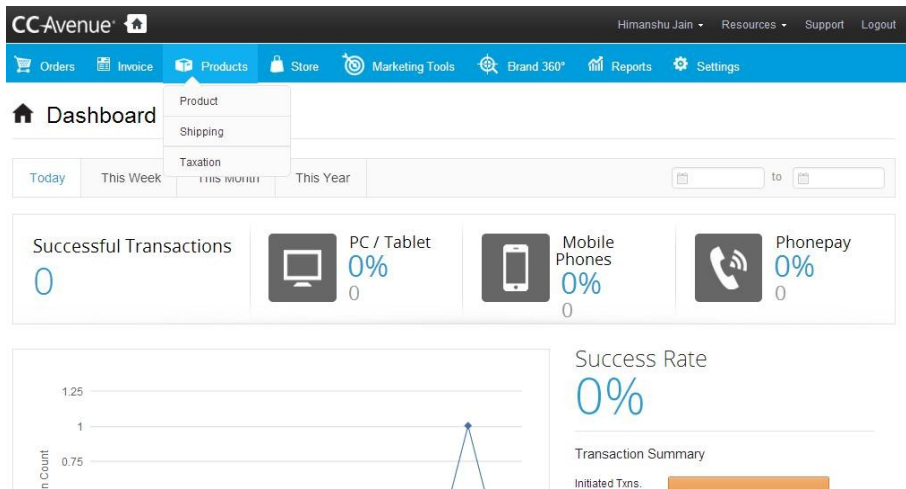 CCAvenue
Himanshu Jain Resources Support Logout
Orders Invoice Products Store Marketing Tools Brand 360° Reports Settings
Product
Dashboard
Shipping
Taxation
Today This Week This Month This Year to
Successful Transactions
0
PC / Tablet
0%
0
Mobile
Phones
0%
0
Phonepay
0%
0
1.25
1
0.75
Count
Success Rate
0%
Transaction Summary
Initiated Txns.